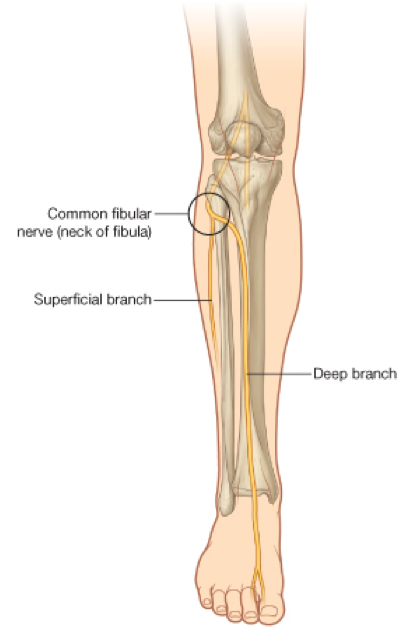 Common fibular
nerve (neck of fibula)
Superficial branch
Deep branch